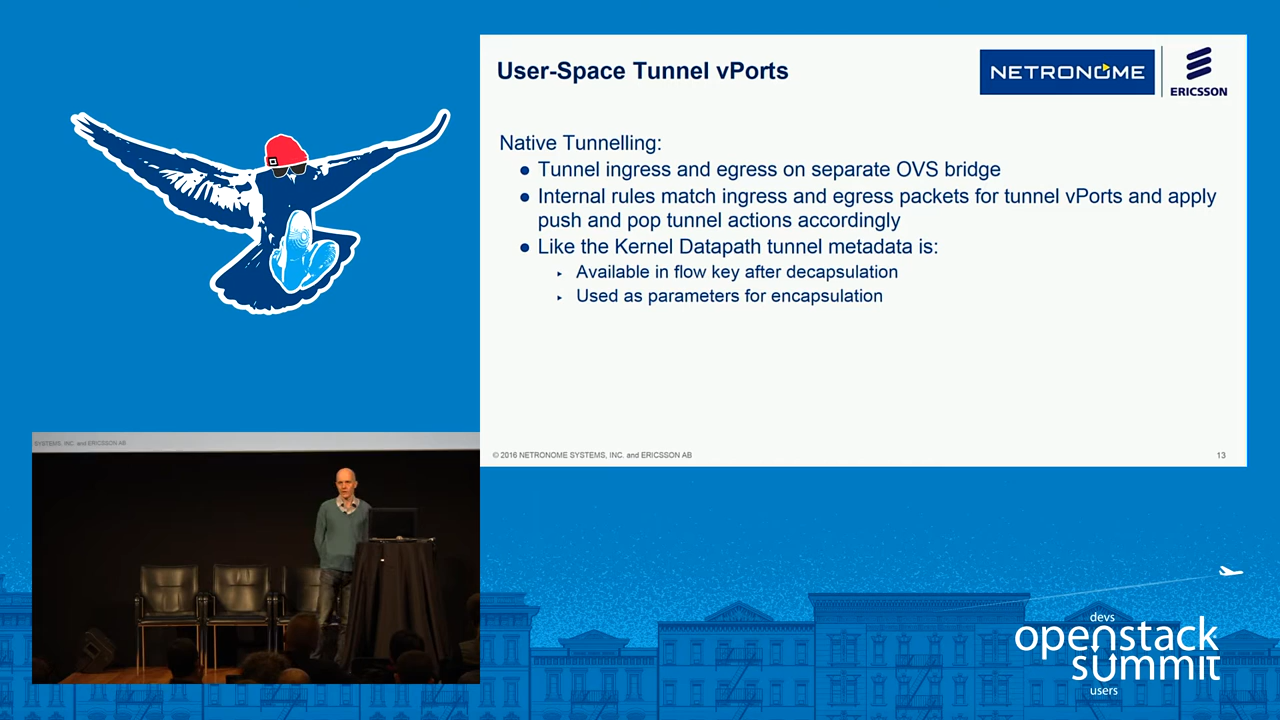 User-Space Tunnel vPorts
NETRONOME
ERICSSON
Native Tunnelling:
● Tunnel ingress and egress on separate OVS bridge
● Internal rules match ingress and egress packets for tunnel vPorts and apply
push and pop tunnel actions accordingly
● Like the Kernel Datapath tunnel metadata is:
▸ Available in flow key after decapsulation
▸ Used as parameters for encapsulation
© 2016 NETRONOME SYSTEMS, INC. and ERICSSON AB
13
SYSTEMS, INC. and ERICSSON AB
devs
openstack
summit
users